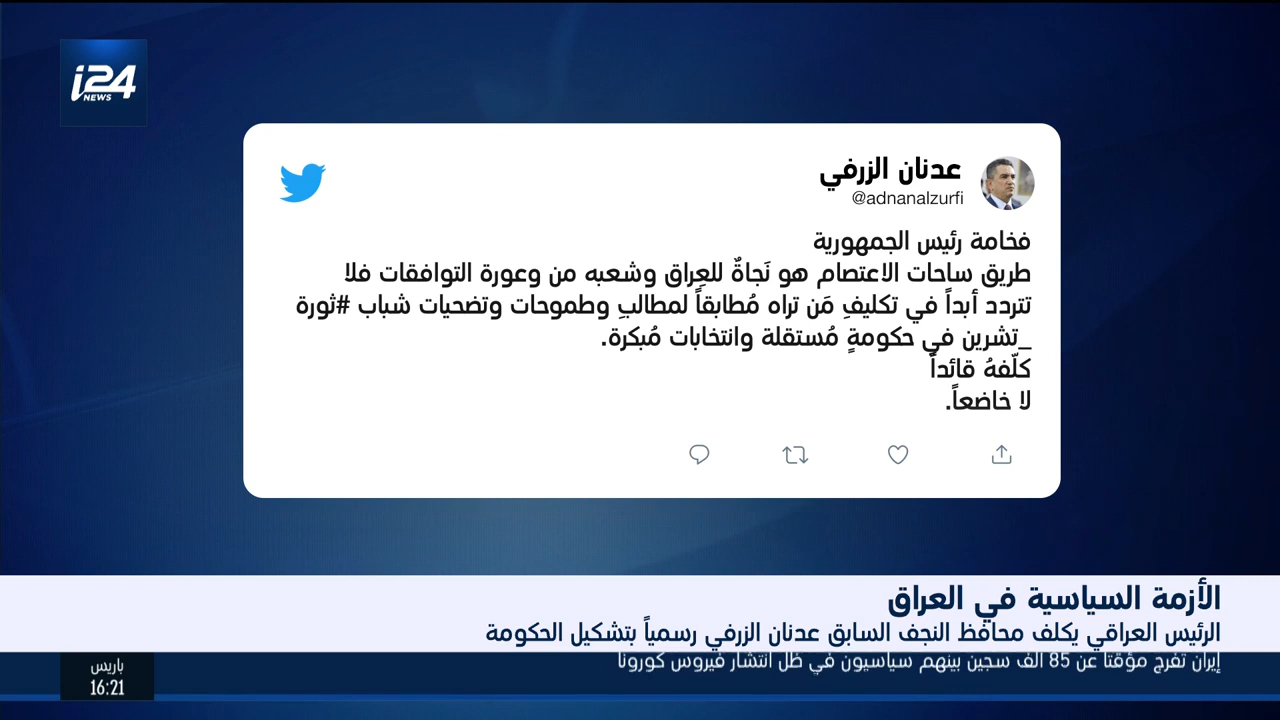 i24
NEWS
عدنان الزرفي
@adnanalzurfi
فخامة رئيس الجمهورية
طريق ساحات الاعتصام هو نَجاةٌ للعِراق وشعبه من وعورة التوافقات فلا
تتردد أبداً في تكليفِ مَن تراه مُطابقاً لمطالبِ وطموحات وتضحيات شباب #ثورة
_تشرين في حكومةٍ مُستقلة وانتخابات مُبكرة.
كلّفهُ قائداً
لا خاضعاً.
الأزمة السياسية في العراق
الرئيس العراقي يكلف محافظ النجف السابق عدنان الزرفي رسمياً بتشكيل الحكومة
إيران تفرج مؤقتا عن 85 ألف سجين بينهم سياسيون في ظل انتشار فيروس كورونا
باريس
16:21